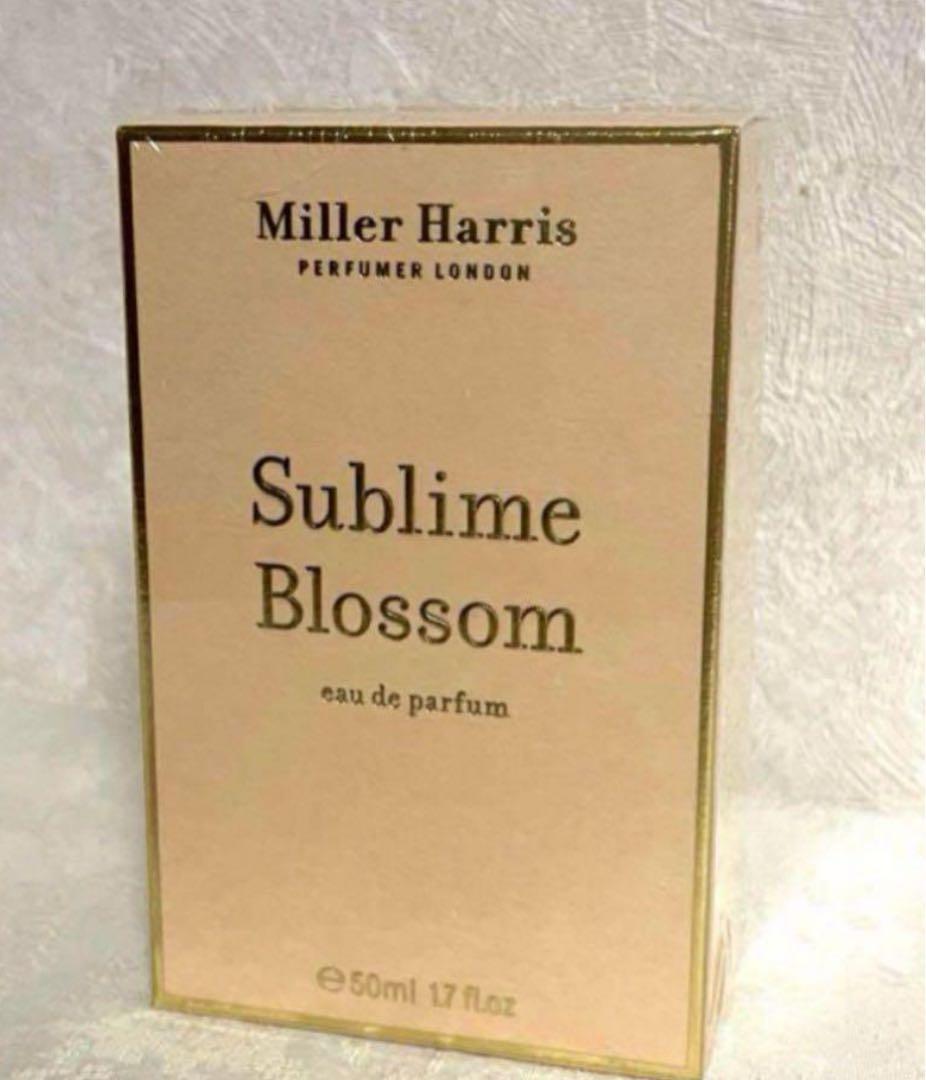 Miller Harris
PERFUMER LONDON
Sublime
Blossom
eau de parfum
℮50ml 1.7 fl.oz